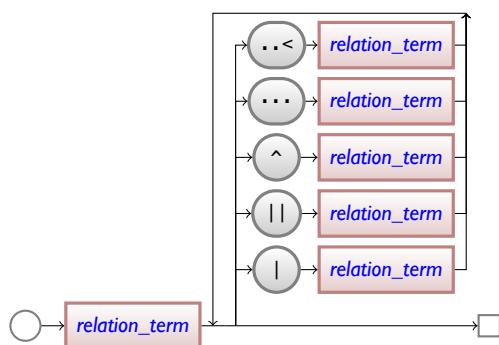 ..< relation_term
... relation_term
^ relation_term
|| relation_term
| relation_term
relation_term